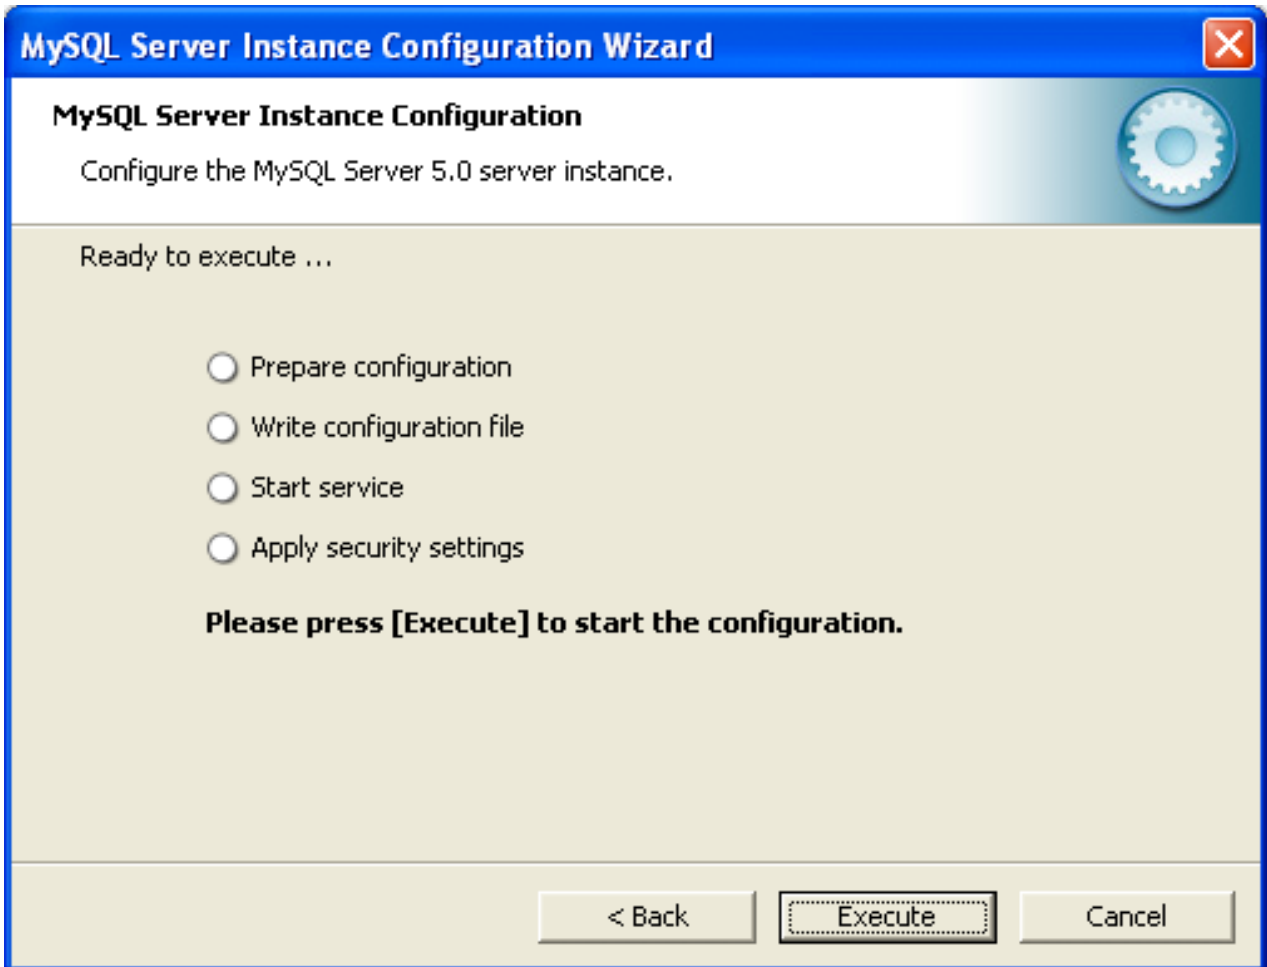 MySQL Server Instance Configuration Wizard
MySQL Server Instance Configuration
Configure the MySQL Server 5.0 server instance.
Ready to execute ...
Prepare configuration
Write configuration file
Start service
Apply security settings
Please press [Execute] to start the configuration.
< Back
Execute
Cancel